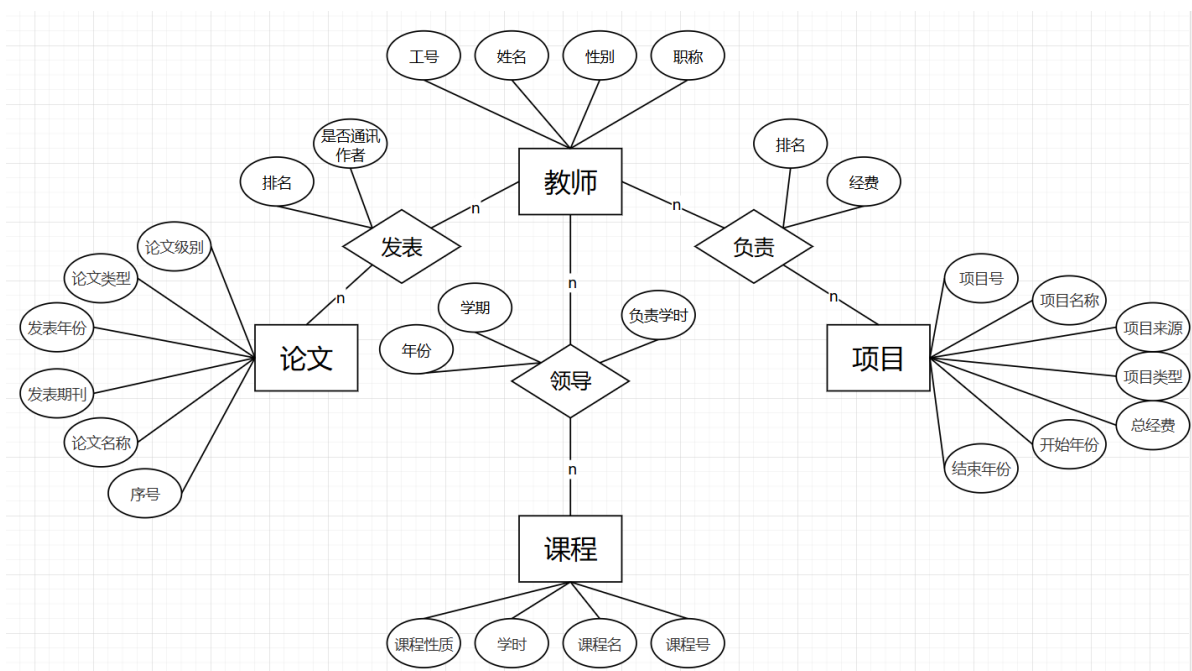 工号
姓名
性别
职称
是否通讯
作者
排名
教师
排名
经费
n
n
发表
负责
论文级别
论文类型
发表年份
发表期刊
论文名称
序号
n
论文
n
学期
年份
负责学时
领导
n
项目
项目号
项目名称
项目来源
项目类型
总经费
开始年份
结束年份
n
课程
课程性质
学时
课程名
课程号